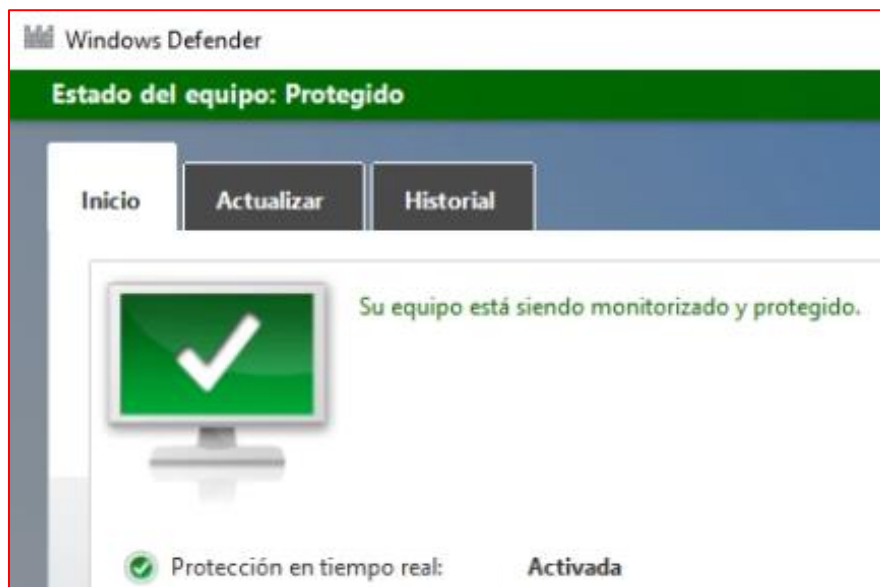 Windows Defender
Estado del equipo: Protegido
Inicio Actualizar Historial
Su equipo está siendo monitorizado y protegido.
Protección en tiempo real: Activada